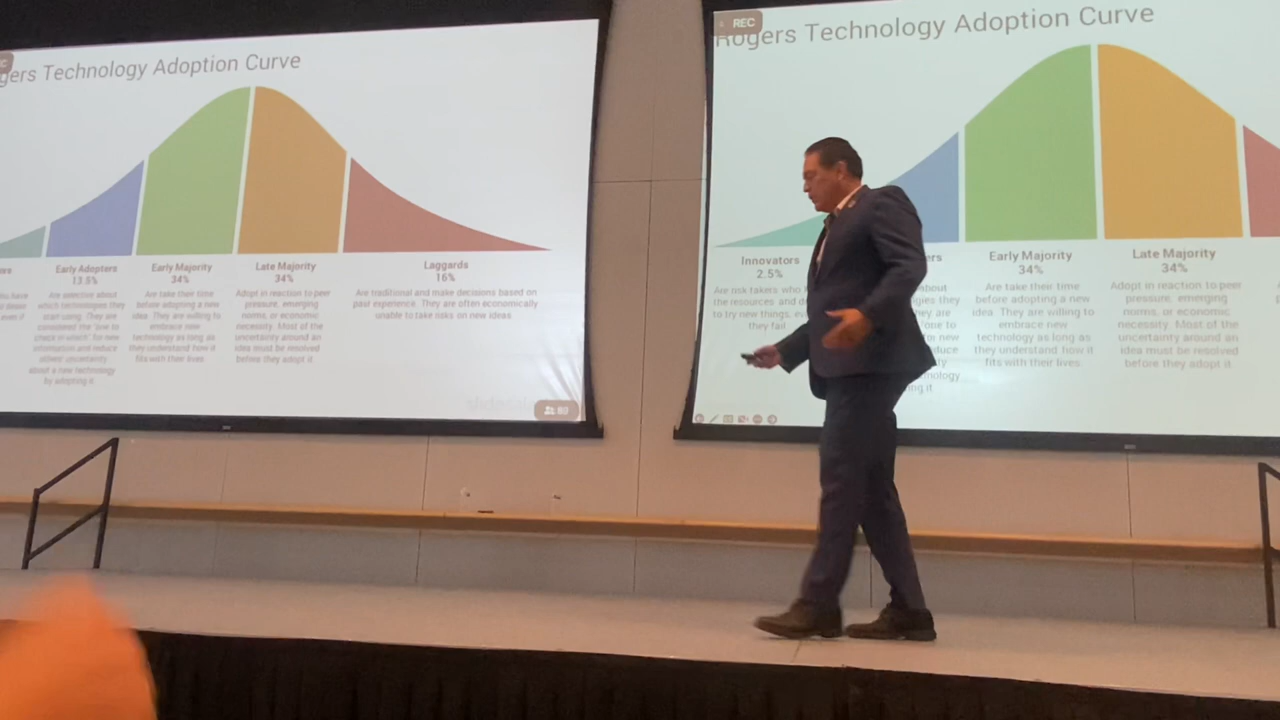 gers Technology Adoption Curve
Early Adopters
13.5%
Are selective about
which technologies they
start using. They are
considered the "one to
check in with" for new
information and reduce
others' uncertainty
about a new technology
by adopting it.
Early Majority
34%
Are take their time
before adopting a new
idea. They are willing to
embrace new
technology as long as
they understand how it
fits with their lives.
Late Majority
34%
Adopt in reaction to peer
pressure, emerging
norms, or economic
necessity. Most of the
uncertainty around an
idea must be resolved
before they adopt it.
Laggards
16%
Are traditional and make decisions based on
past experience. They are often economically
unable to take risks on new ideas
60
REC
Rogers Technology Adoption Curve
Innovators
2.5%
Are risk takers who
the resources and
to try new things,
they fail
ers
about
they
they are
one to
new
Early Majority
34%
Are take their time
before adopting a new
idea. They are willing to
embrace new
technology as long as
they understand how it
fits with their lives.
Late Majority
34%
Adopt in reaction to peer
pressure, emerging
norms, or economic
necessity. Most of the
uncertainty around an
idea must be resolved
before they adopt it.